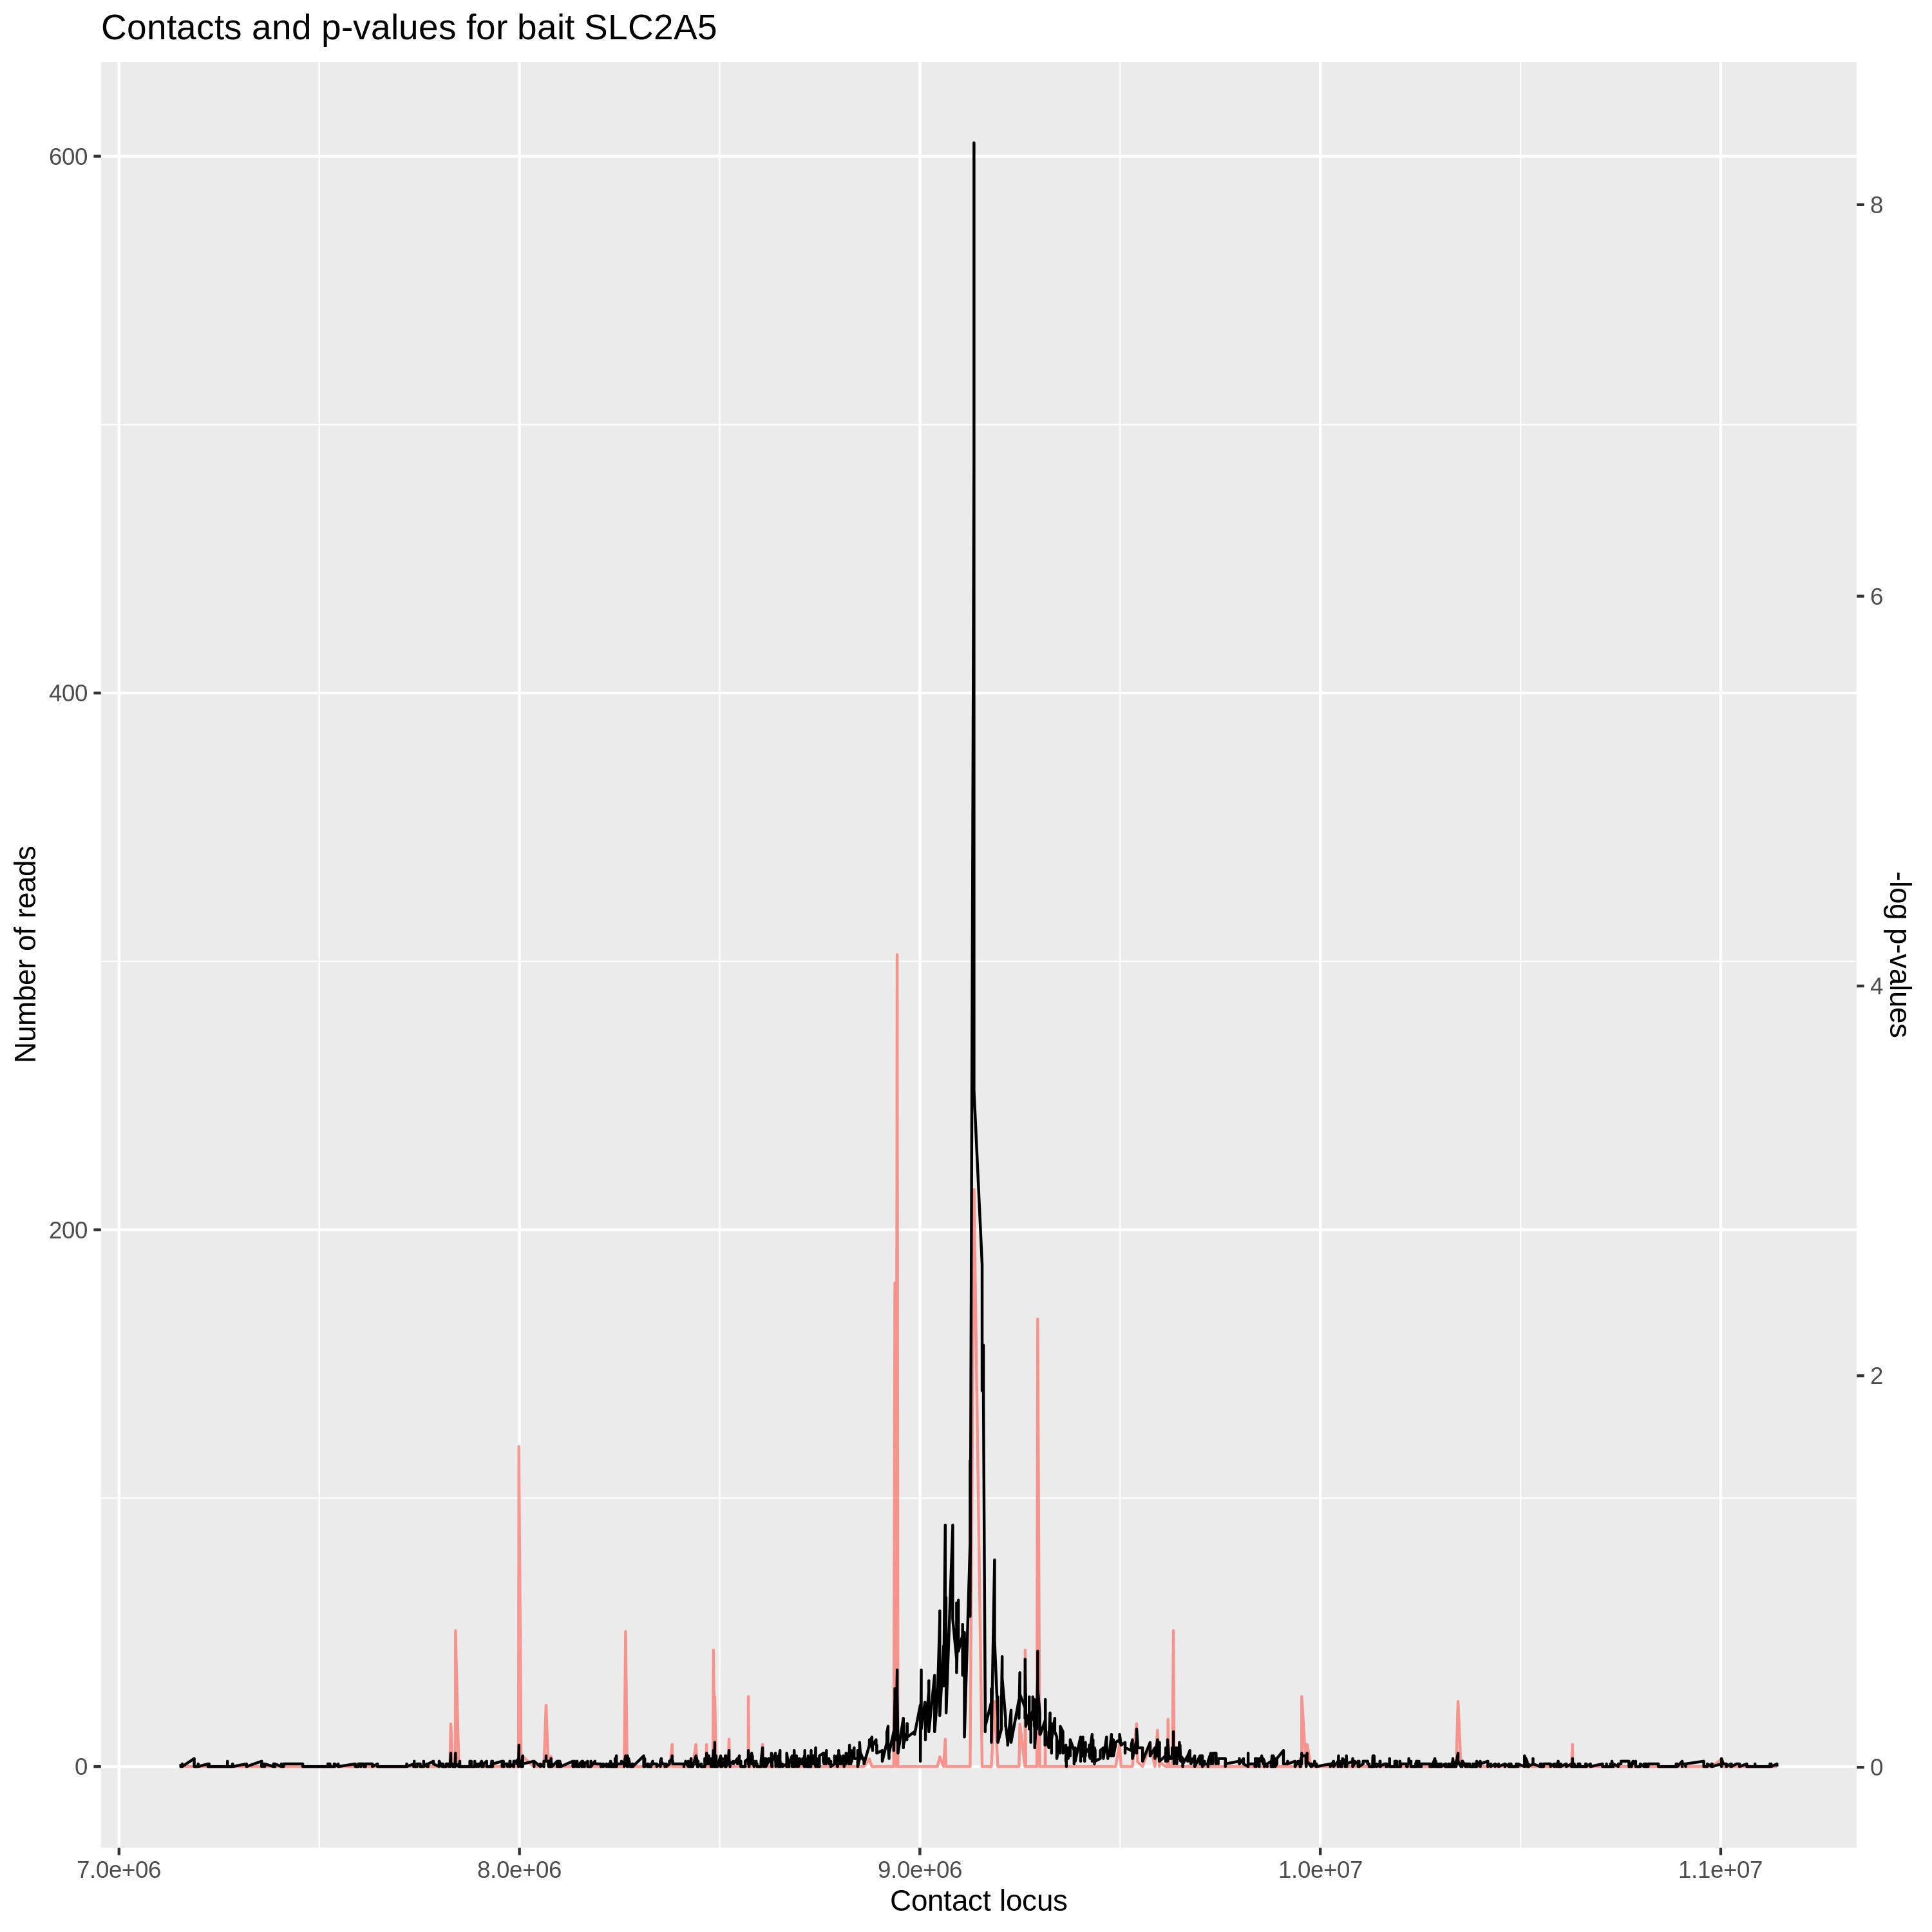 Contacts and p-values for bait SLC2A5
600
400
200
0
Number of reads
8
6
4
2
0
-log p-values
7.0e+06 8.0e+06 9.0e+06 1.0e+07 1.1e+07
Contact locus